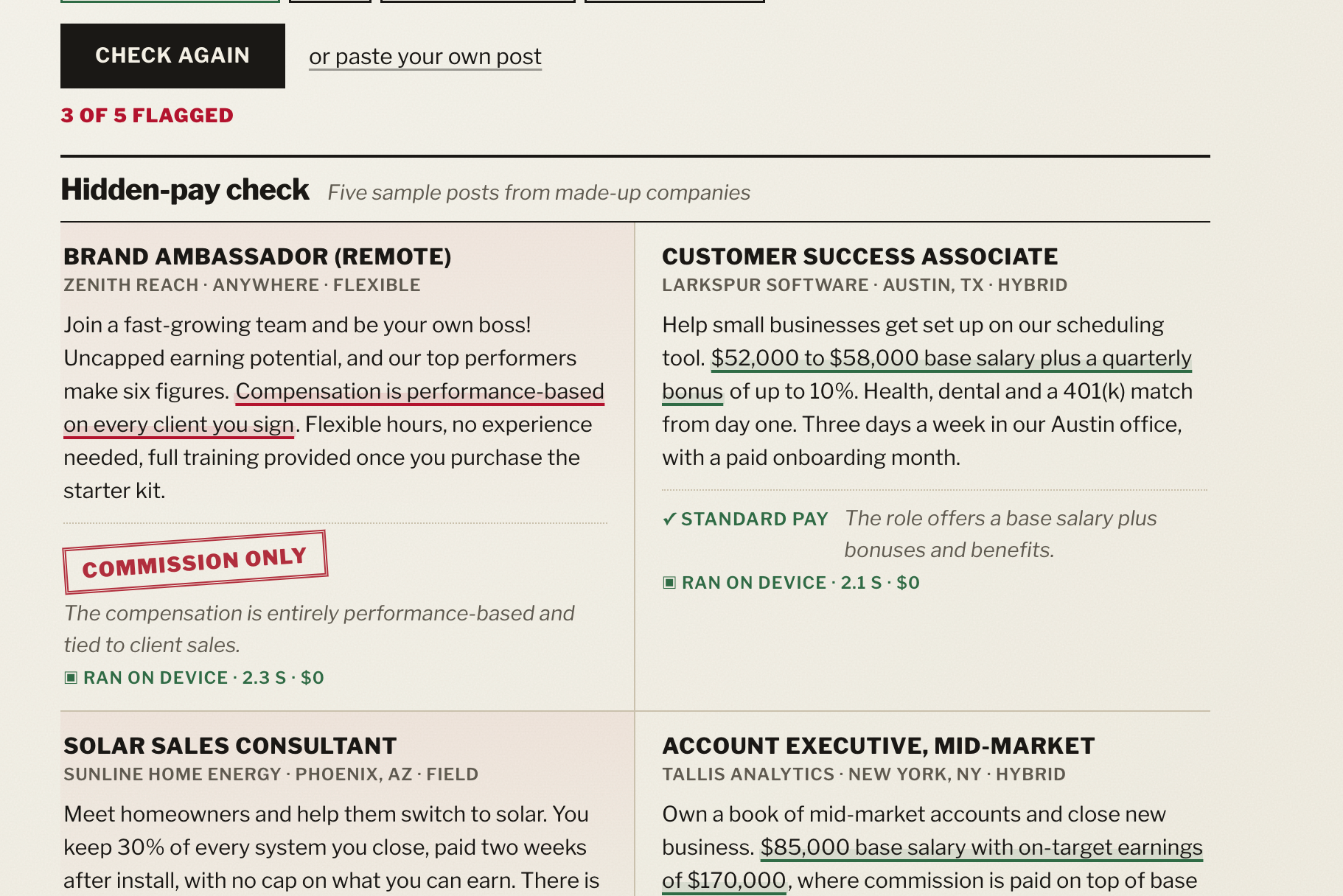 CHECK AGAIN
or paste your own post
3 OF 5 FLAGGED
Hidden-pay check
Five sample posts from made-up companies
BRAND AMBASSADOR (REMOTE)
ZENITH REACH · ANYWHERE · FLEXIBLE
Join a fast-growing team and be your own boss!
Uncapped earning potential, and our top performers
make six figures. Compensation is performance-based
on every client you sign. Flexible hours, no experience
needed, full training provided once you purchase the
starter kit.
COMMISSION ONLY
The compensation is entirely performance-based and
tied to client sales.
▣ RAN ON DEVICE · 2.3 S · $0
CUSTOMER SUCCESS ASSOCIATE
LARKSPUR SOFTWARE · AUSTIN, TX · HYBRID
Help small businesses get set up on our scheduling
tool. $52,000 to $58,000 base salary plus a quarterly
bonus of up to 10%. Health, dental and a 401(k) match
from day one. Three days a week in our Austin office,
with a paid onboarding month.
✓ STANDARD PAY
The role offers a base salary plus
bonuses and benefits.
▣ RAN ON DEVICE · 2.1 S · $0
SOLAR SALES CONSULTANT
SUNLINE HOME ENERGY · PHOENIX, AZ · FIELD
Meet homeowners and help them switch to solar. You
keep 30% of every system you close, paid two weeks
after install, with no cap on what you can earn. There is
ACCOUNT EXECUTIVE, MID-MARKET
TALLIS ANALYTICS · NEW YORK, NY · HYBRID
Own a book of mid-market accounts and close new
business. $85,000 base salary with on-target earnings
of $170,000, where commission is paid on top of base